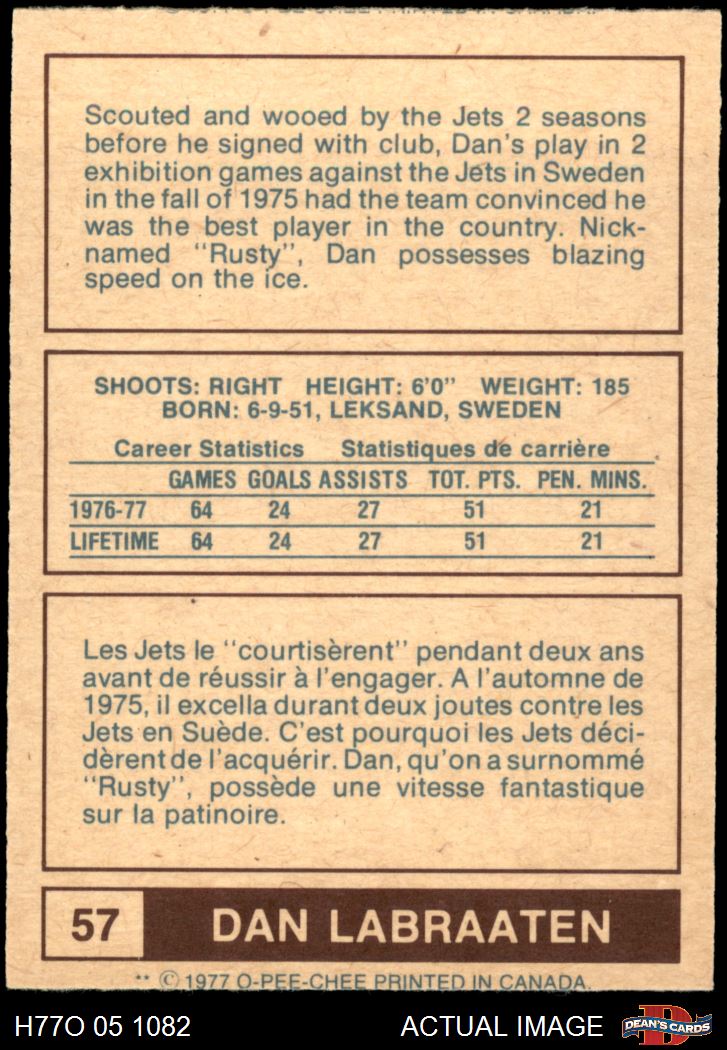 Scouted and wooed by the Jets 2 seasons
before he signed with club, Dan's play in 2
exhibition games against the Jets in Sweden
in the fall of 1975 had the team convinced he
was the best player in the country. Nick-
named "Rusty", Dan possesses blazing
speed on the ice.
SHOOTS: RIGHT HEIGHT: 6'0" WEIGHT: 185
BORN: 6-9-51, LEKSAND, SWEDEN
Career Statistics Statistiques de carrière
GAMES GOALS ASSISTS TOT. PTS. PEN. MINS.
1976-77 64 24 27 51 21
LIFETIME 64 24 27 51 21
Les Jets le "courtisèrent" pendant deux ans
avant de réussir à l'engager. A l'automne de
1975, il excella durant deux joutes contre les
Jets en Suède. C'est pourquoi les Jets déci-
dèrent de l'acquérir. Dan, qu'on a surnommé
"Rusty", possède une vitesse fantastique
sur la patinoire.
57 DAN LABRAATEN
** © 1977 O-PEE-CHEE PRINTED IN CANADA.
H77O 05 1082 ACTUAL IMAGE D DEAN'S CARDS